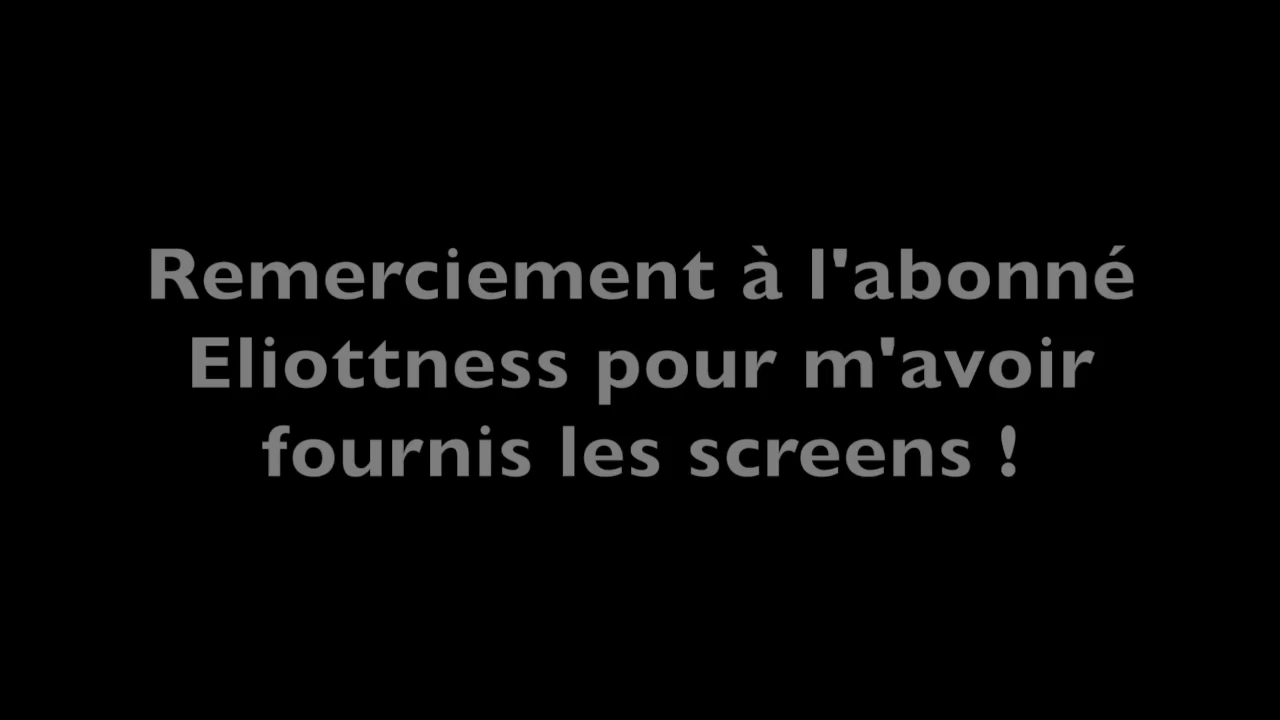 Remerciement à l'abonné
Eliottness pour m'avoir
fournis les screens !